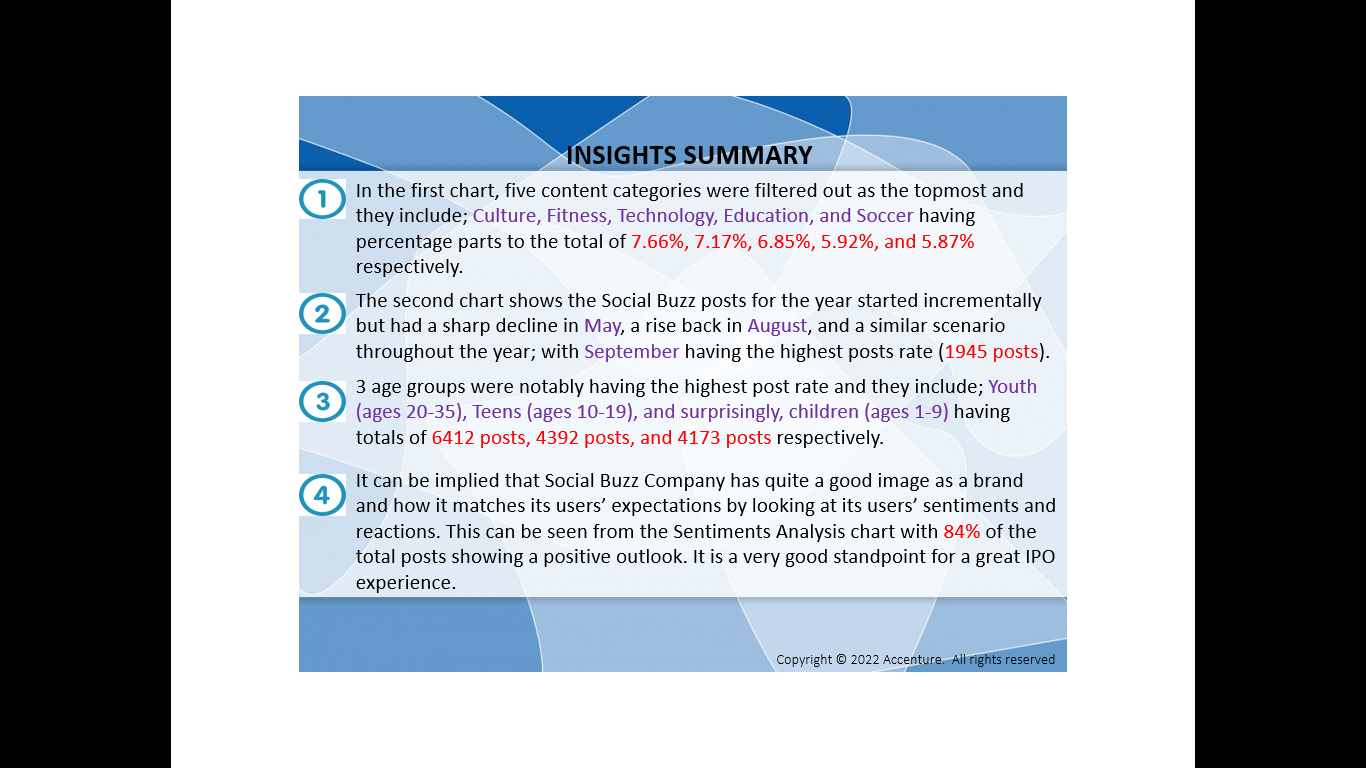 INSIGHTS SUMMARY
1
In the first chart, five content categories were filtered out as the topmost and
they include; Culture, Fitness, Technology, Education, and Soccer having
percentage parts to the total of 7.66%, 7.17%, 6.85%, 5.92%, and 5.87%
respectively.
2
The second chart shows the Social Buzz posts for the year started incrementally
but had a sharp decline in May, a rise back in August, and a similar scenario
throughout the year; with September having the highest posts rate (1945 posts).
3
3 age groups were notably having the highest post rate and they include; Youth
(ages 20-35), Teens (ages 10-19), and surprisingly, children (ages 1-9) having
totals of 6412 posts, 4392 posts, and 4173 posts respectively.
4
It can be implied that Social Buzz Company has quite a good image as a brand
and how it matches its users’ expectations by looking at its users’ sentiments and
reactions. This can be seen from the Sentiments Analysis chart with 84% of the
total posts showing a positive outlook. It is a very good standpoint for a great IPO
experience.
Copyright © 2022 Accenture. All rights reserved